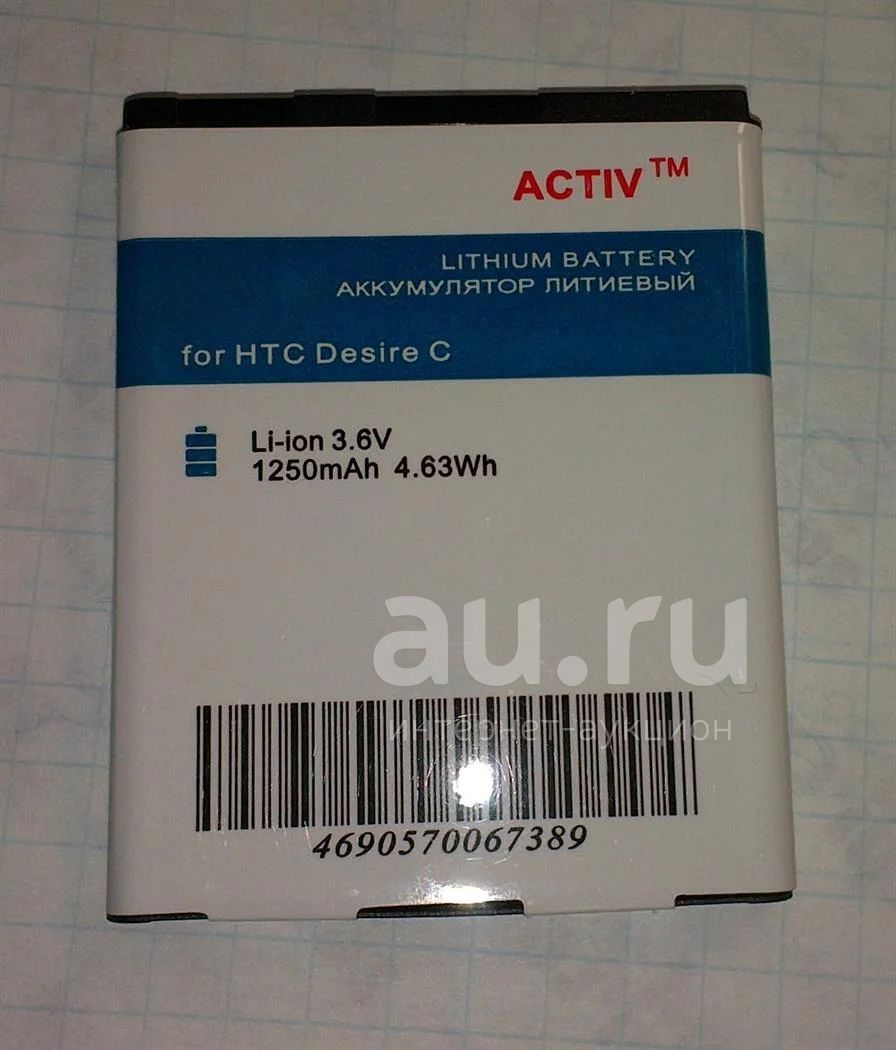 ACTIV™
LITHIUM BATTERY
АККУМУЛЯТОР ЛИТИЕВЫЙ
for HTC Desire C
Li-ion 3.6V
1250mAh 4.63Wh
au.ru
интернет-аукцион
4690570067389